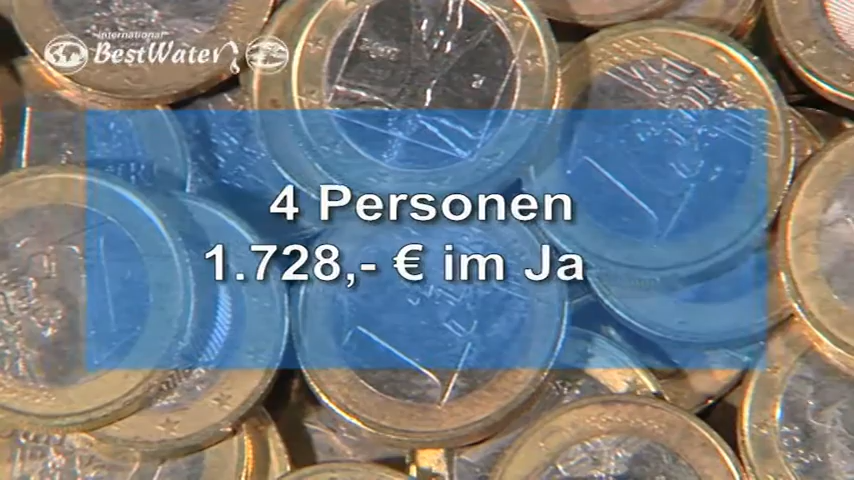 international
BestWater
4 Personen
1.728,- € im Ja